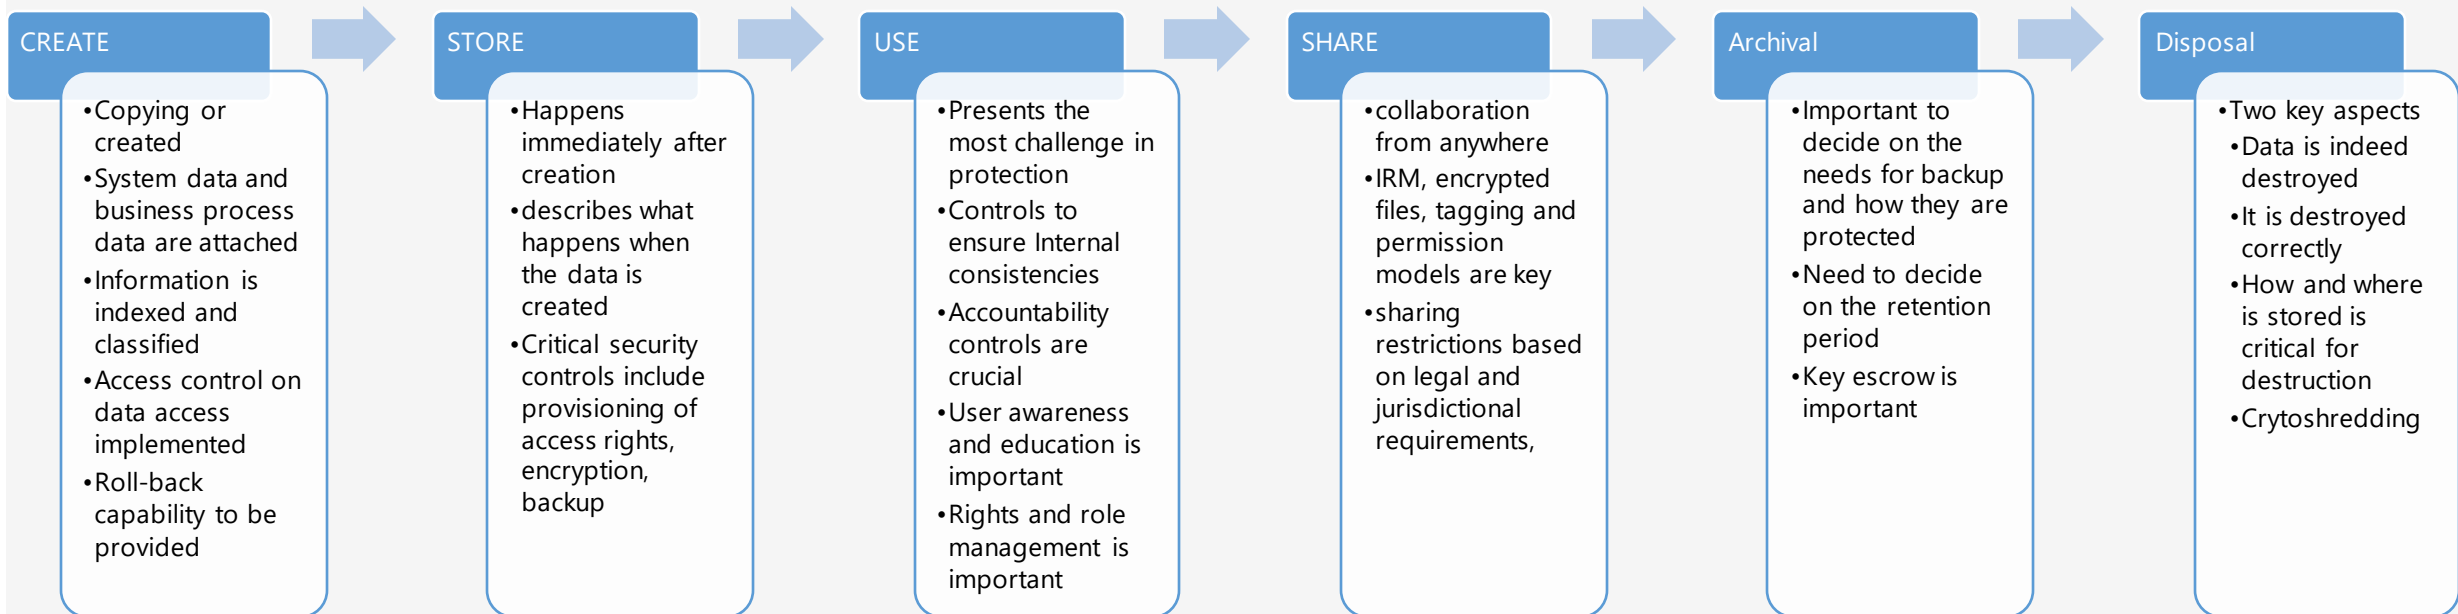 CREATE
•Copying or
created
•System data and
business process
data are attached
•Information is
indexed and
classified
•Access control on
data access
implemented
•Roll-back
capability to be
provided
STORE
•Happens
immediately after
creation
•describes what
happens when
the data is
created
•Critical security
controls include
provisioning of
access rights,
encryption,
backup
USE
•Presents the
most challenge in
protection
•Controls to
ensure Internal
consistencies
•Accountability
controls are
crucial
•User awareness
and education is
important
•Rights and role
management is
important
SHARE
•collaboration
from anywhere
•IRM, encrypted
files, tagging and
permission
models are key
•sharing
restrictions based
on legal and
jurisdictional
requirements,
Archival
•Important to
decide on the
needs for backup
and how they are
protected
•Need to decide
on the retention
period
•Key escrow is
important
Disposal
•Two key aspects
•Data is indeed
destroyed
•It is destroyed
correctly
•How and where
is stored is
critical for
destruction
•Crytoshredding